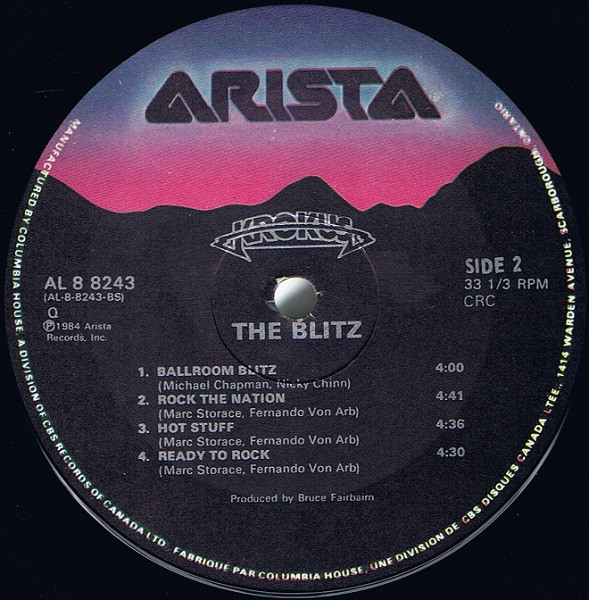 ARISTA
KROKUS
AL 8 8243
(AL-8-8243-BS)
Q
℗1984 Arista
Records, Inc.
SIDE 2
33 1/3 RPM
CRC
THE BLITZ
1. BALLROOM BLITZ 4:00
(Michael Chapman, Nicky Chinn)
2. ROCK THE NATION 4:41
(Marc Storace, Fernando Von Arb)
3. HOT STUFF 4:36
(Marc Storace, Fernando Von Arb)
4. READY TO ROCK 4:30
(Marc Storace, Fernando Von Arb)
Produced by Bruce Fairbairn
MANUFACTURED BY COLUMBIA HOUSE, A DIVISION OF CBS RECORDS OF CANADA LTD. FABRIQUE PAR COLUMBIA HOUSE, UNE DIVISION DE CBS DISQUES CANADA LTEE., 1414 WARDEN AVENUE, SCARBOROUGH, ONTARIO